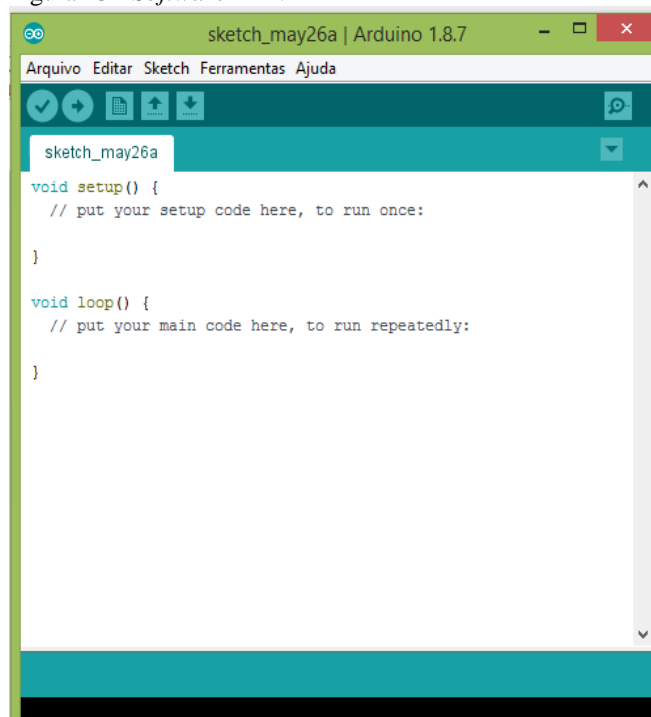 sketch_may26a | Arduino 1.8.7
Arquivo Editar Sketch Ferramentas Ajuda
sketch_may26a
void setup() {
// put your setup code here, to run once:
}
void loop() {
// put your main code here, to run repeatedly:
}